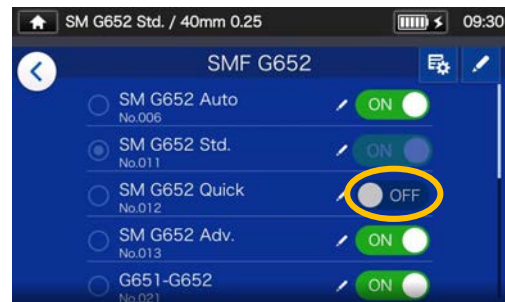 SM G652 Std. / 40mm 0.25 09:30
SMF G652
SM G652 Auto ON
No.006
SM G652 Std. ON
No.011
SM G652 Quick OFF
No.012
SM G652 Adv. ON
No.013
G651-G652 ON
No.021